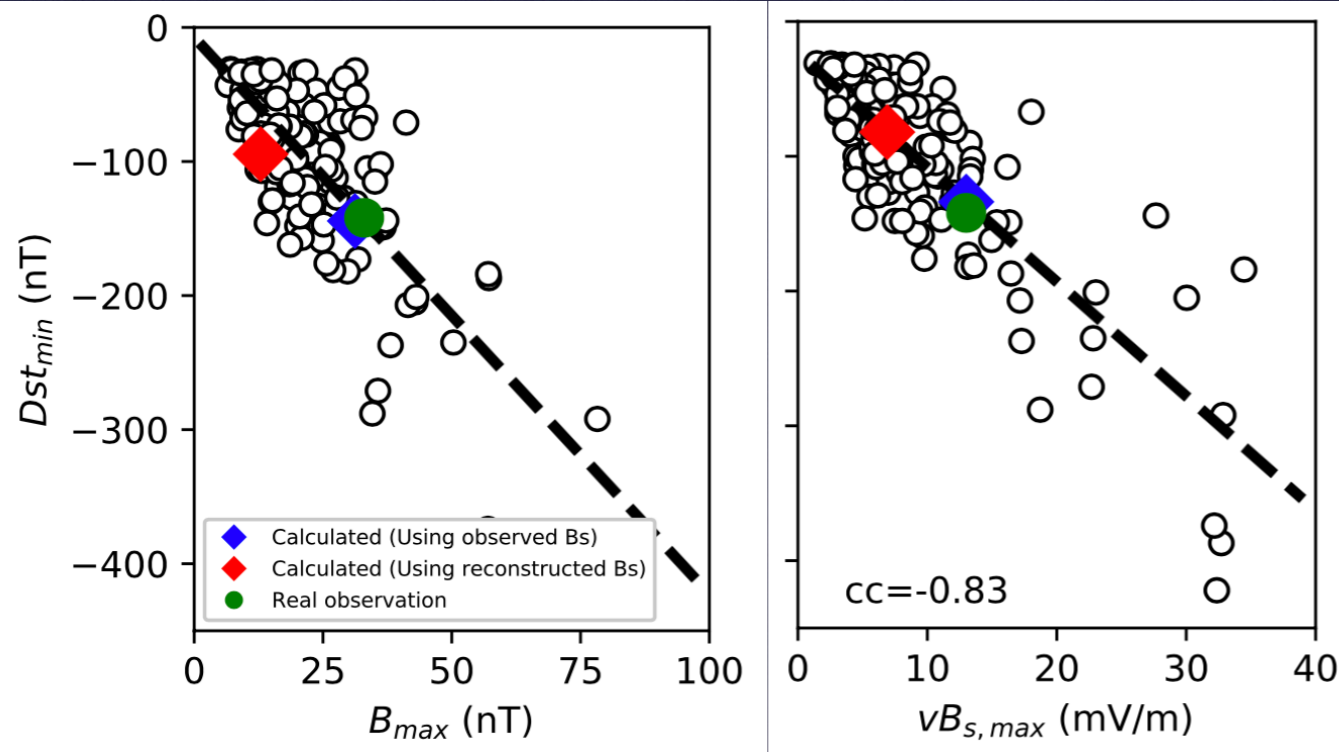 0
−100
−200
−300
−400
Dst_min (nT)
Calculated (Using observed Bs)
Calculated (Using reconstructed Bs)
Real observation
0 25 50 75 100
B_max (nT)
cc=-0.83
0 10 20 30 40
vB_s, max (mV/m)